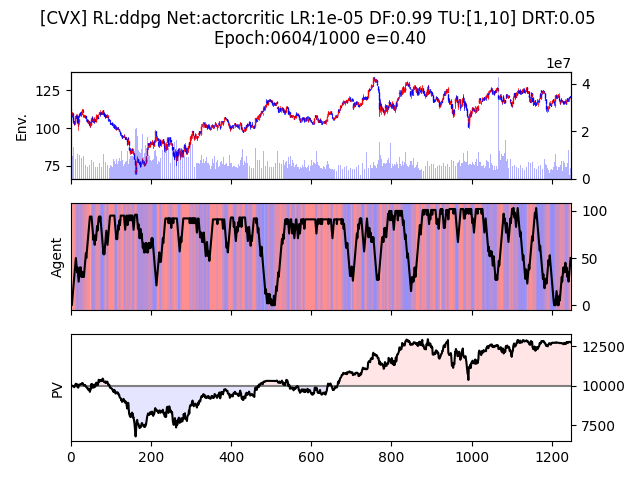 [CVX] RL:ddpg Net:actorcritic LR:1e-05 DF:0.99 TU:[1,10] DRT:0.05
Epoch:0604/1000 e=0.40
1e7
125
100
75
Env.
4
2
0
Agent
100
50
0
PV
12500
10000
7500
0 200 400 600 800 1000 1200